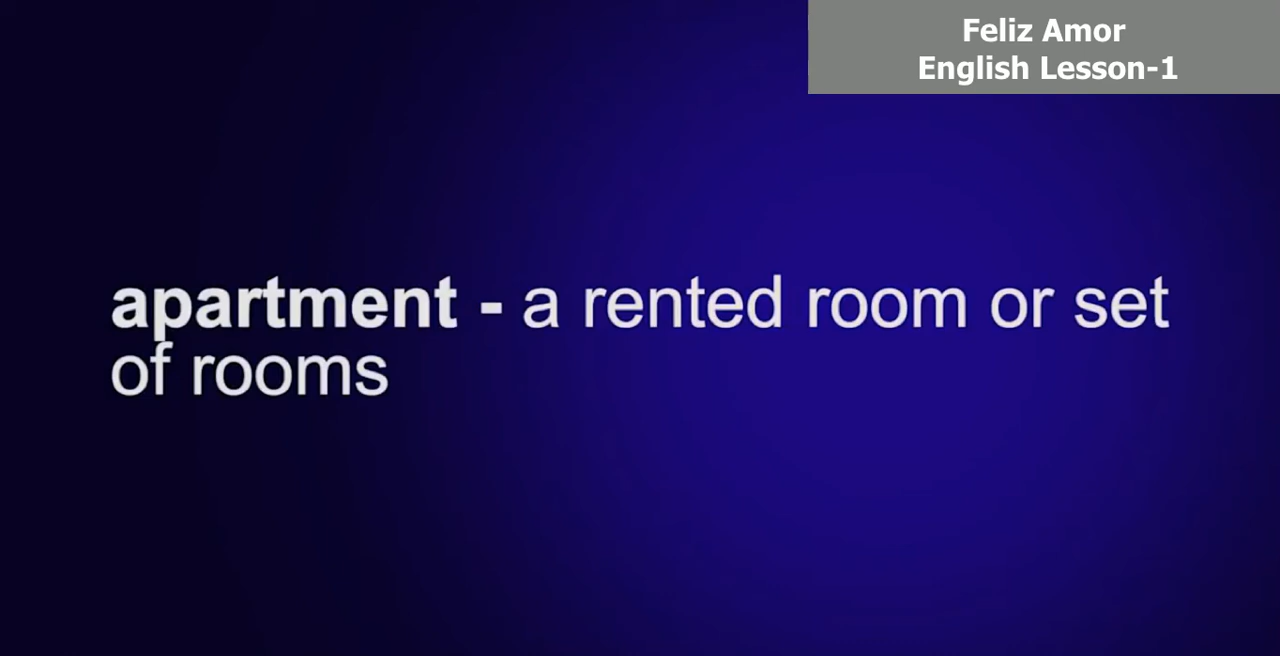 Feliz Amor
English Lesson-1
apartment - a rented room or set
of rooms